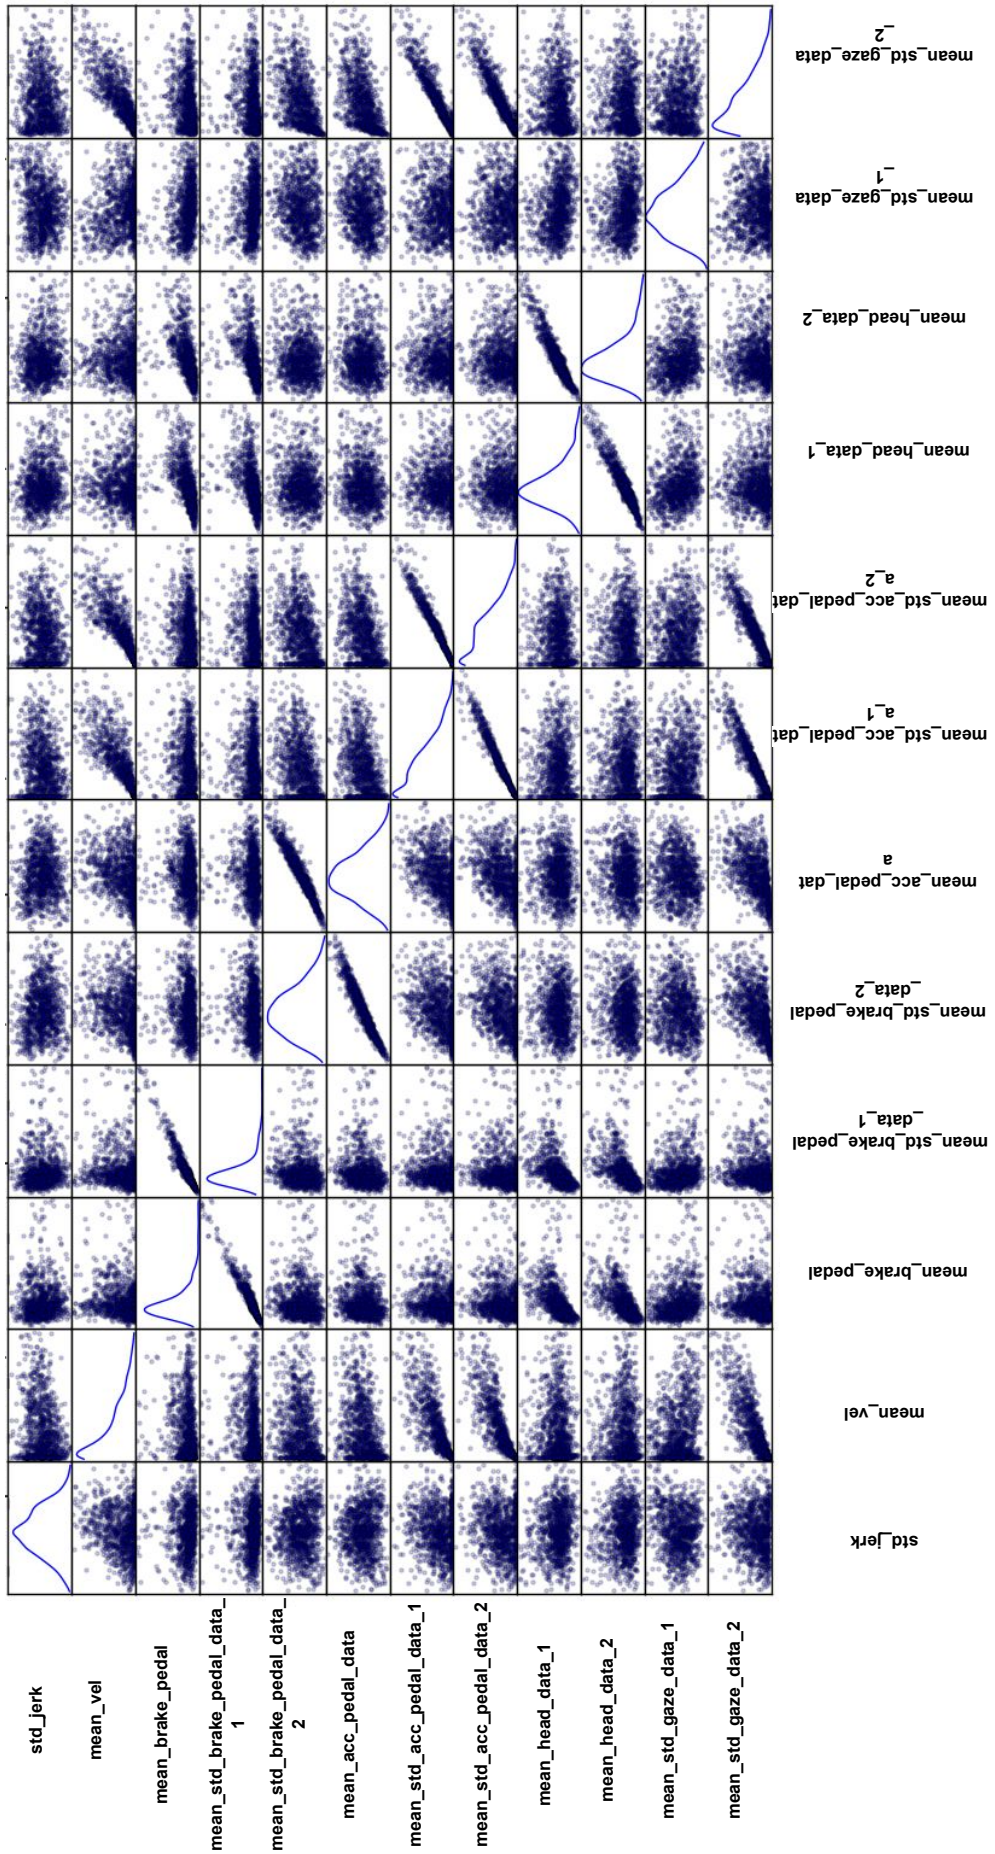 mean_std_gaze_data
_2
mean_std_gaze_data
_1
mean_head_data_2
mean_head_data_1
mean_std_acc_pedal_dat
a_2
mean_std_acc_pedal_dat
a_1
mean_acc_pedal_dat
a
mean_std_brake_pedal
_data_2
mean_std_brake_pedal
_data_1
mean_brake_pedal
mean_vel
std_jerk
std_jerk
mean_vel
mean_brake_pedal
mean_std_brake_pedal_data_
1
mean_std_brake_pedal_data_
2
mean_acc_pedal_data
mean_std_acc_pedal_data_1
mean_std_acc_pedal_data_2
mean_head_data_1
mean_head_data_2
mean_std_gaze_data_1
mean_std_gaze_data_2